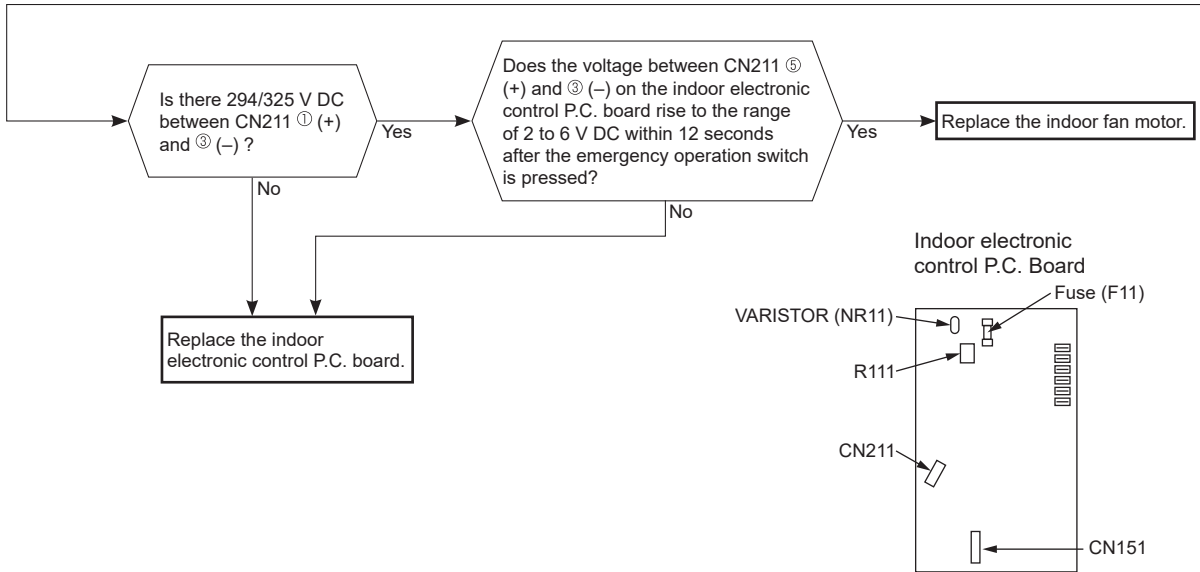 Is there 294/325 V DC
between CN211 ① (+)
and ③ (–) ?
Yes
No
Does the voltage between CN211 ⑤
(+) and ③ (–) on the indoor electronic
control P.C. board rise to the range
of 2 to 6 V DC within 12 seconds
after the emergency operation switch
is pressed?
Yes
No
Replace the indoor fan motor.
Replace the indoor
electronic control P.C. board.
Indoor electronic
control P.C. Board
Fuse (F11)
VARISTOR (NR11)
R111
CN211
CN151